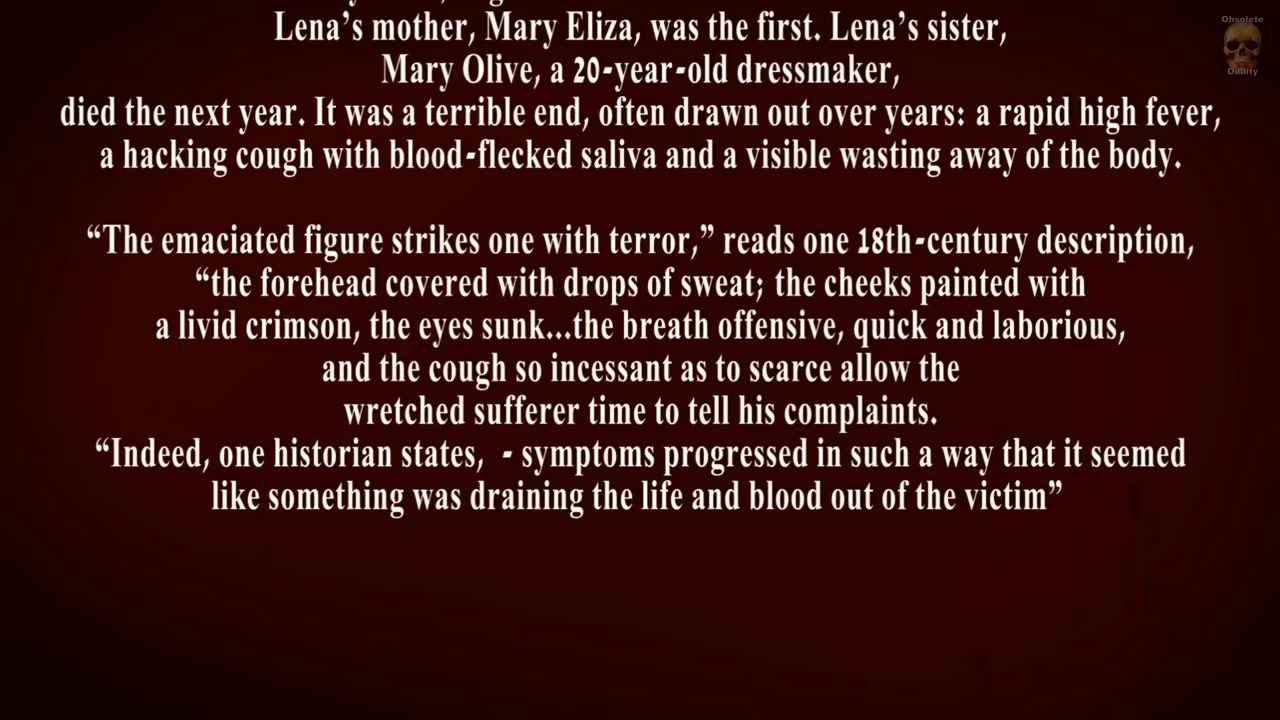 Lena’s mother, Mary Eliza, was the first. Lena’s sister,
Mary Olive, a 20-year-old dressmaker,
died the next year. It was a terrible end, often drawn out over years: a rapid high fever,
a hacking cough with blood-flecked saliva and a visible wasting away of the body.
“The emaciated figure strikes one with terror,” reads one 18th-century description,
“the forehead covered with drops of sweat; the cheeks painted with
a livid crimson, the eyes sunk...the breath offensive, quick and laborious,
and the cough so incessant as to scarce allow the
wretched sufferer time to tell his complaints.
“Indeed, one historian states,  - symptoms progressed in such a way that it seemed
like something was draining the life and blood out of the victim”
Obsolete
Oddity